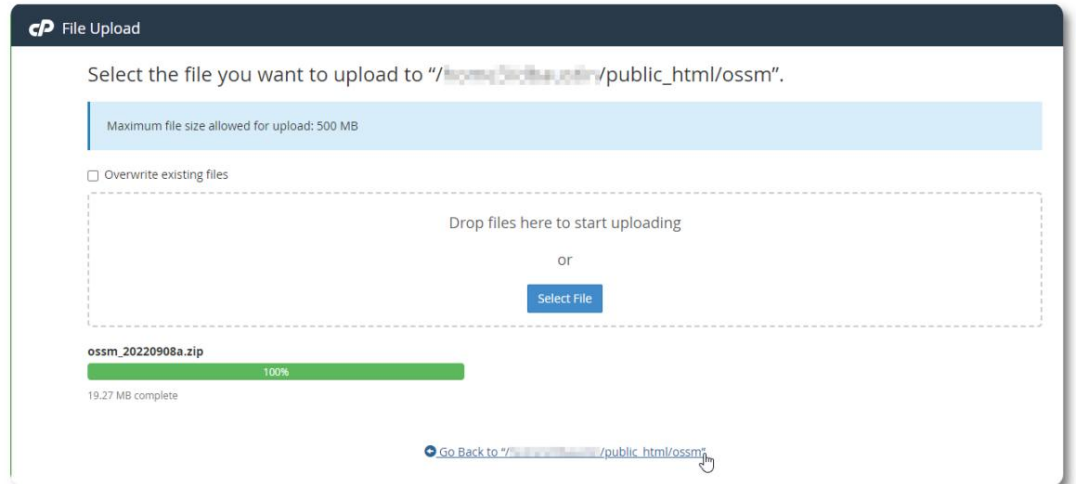 cP File Upload
Select the file you want to upload to “/ /public_html/ossm”.
Maximum file size allowed for upload: 500 MB
Overwrite existing files
Drop files here to start uploading
or
Select File
ossm_20220908a.zip
100%
19.27 MB complete
Go Back to “/ /public_html/ossm”